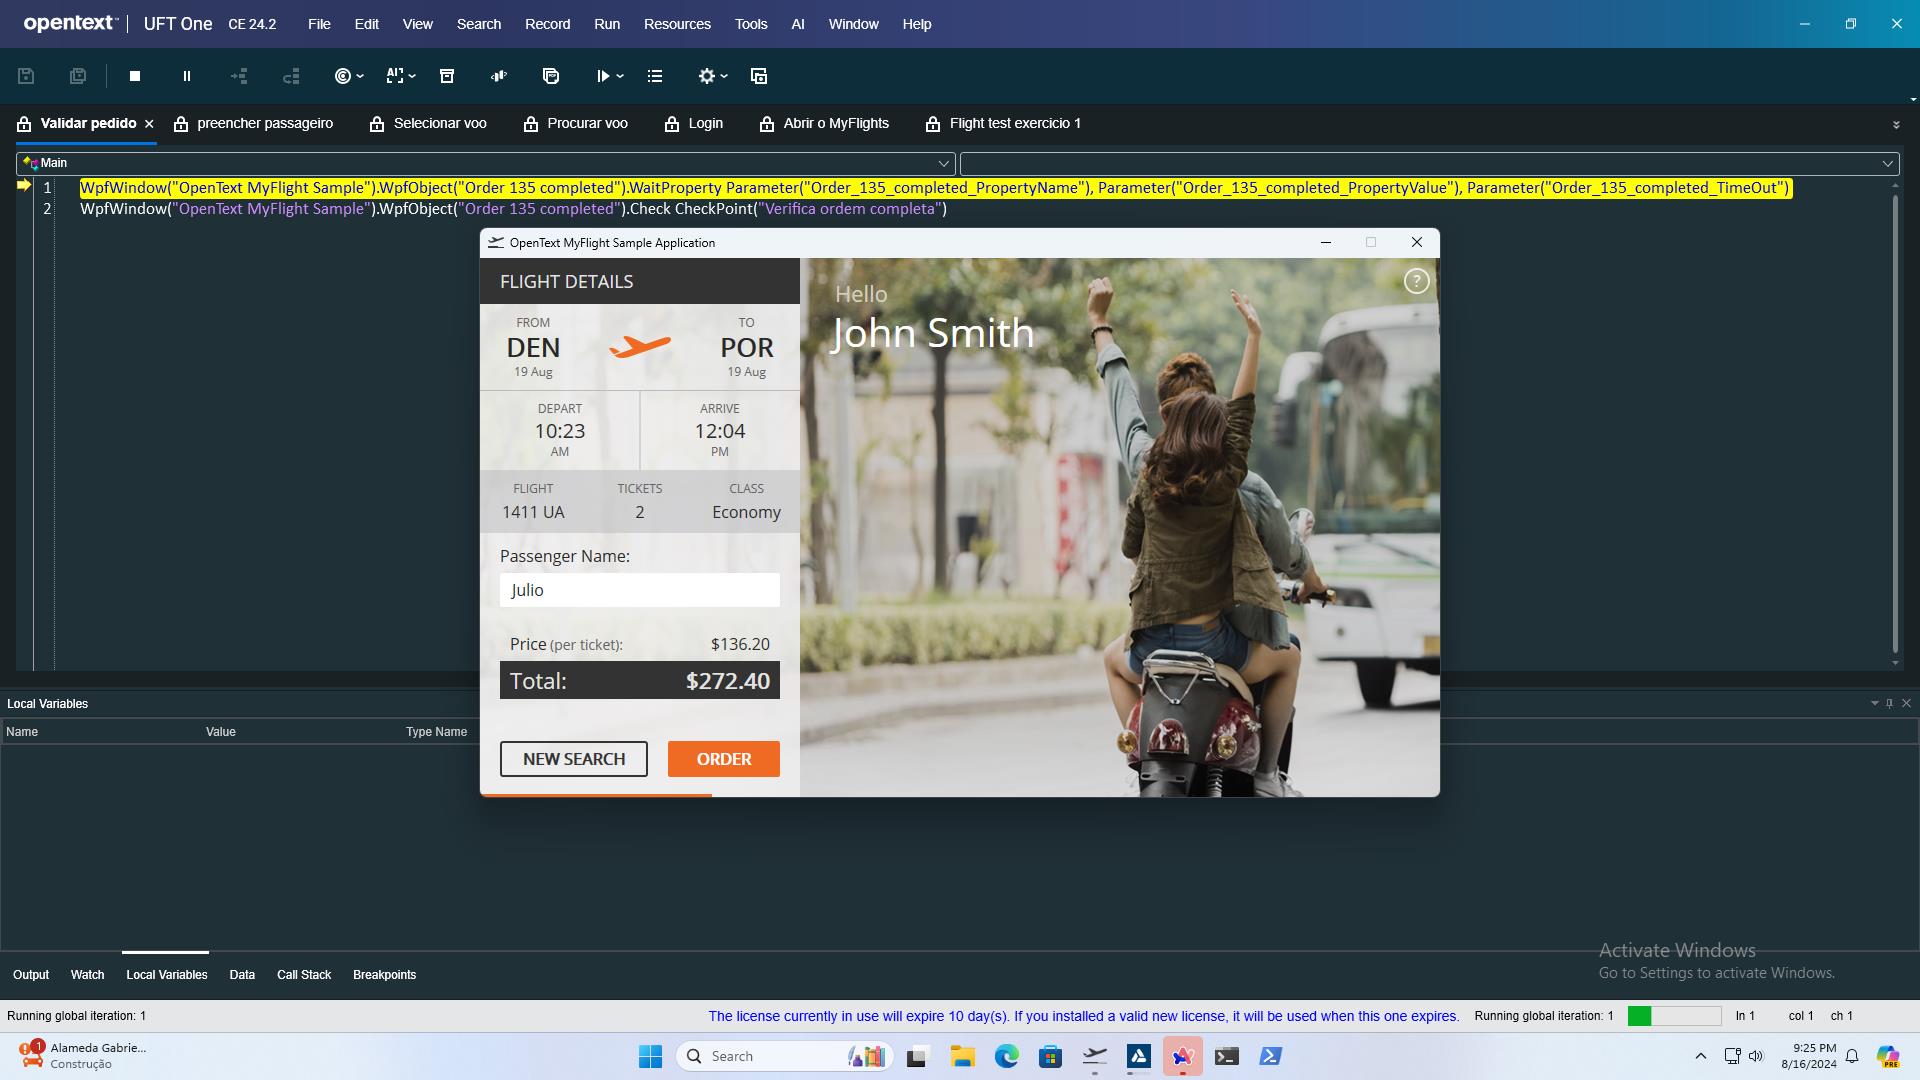 opentext™ | UFT One CE 24.2 File Edit View Search Record Run Resources Tools AI Window Help
Validar pedido preencher passageiro Selecionar voo Procurar voo Login Abrir o MyFlights Flight test exercicio 1
Main
1 WpfWindow("OpenText MyFlight Sample").WpfObject("Order 135 completed").WaitProperty Parameter("Order_135_completed_PropertyName"), Parameter("Order_135_completed_PropertyValue"), Parameter("Order_135_completed_TimeOut")
2 WpfWindow("OpenText MyFlight Sample").WpfObject("Order 135 completed").Check CheckPoint("Verifica ordem completa")
OpenText MyFlight Sample Application
FLIGHT DETAILS
?
Hello
John Smith
FROM TO
DEN POR
19 Aug 19 Aug
DEPART ARRIVE
10:23 12:04
AM PM
FLIGHT TICKETS CLASS
1411 UA 2 Economy
Passenger Name:
Julio
Price (per ticket): $136.20
Total: $272.40
NEW SEARCH ORDER
Local Variables
Name Value Type Name
Activate Windows
Go to Settings to activate Windows.
Output Watch Local Variables Data Call Stack Breakpoints
Running global iteration: 1 The license currently in use will expire 10 day(s). If you installed a valid new license, it will be used when this one expires. Running global iteration: 1 ln 1 col 1 ch 1
1 Alameda Gabrie...
Construção
Search
9:25 PM
8/16/2024
PRE